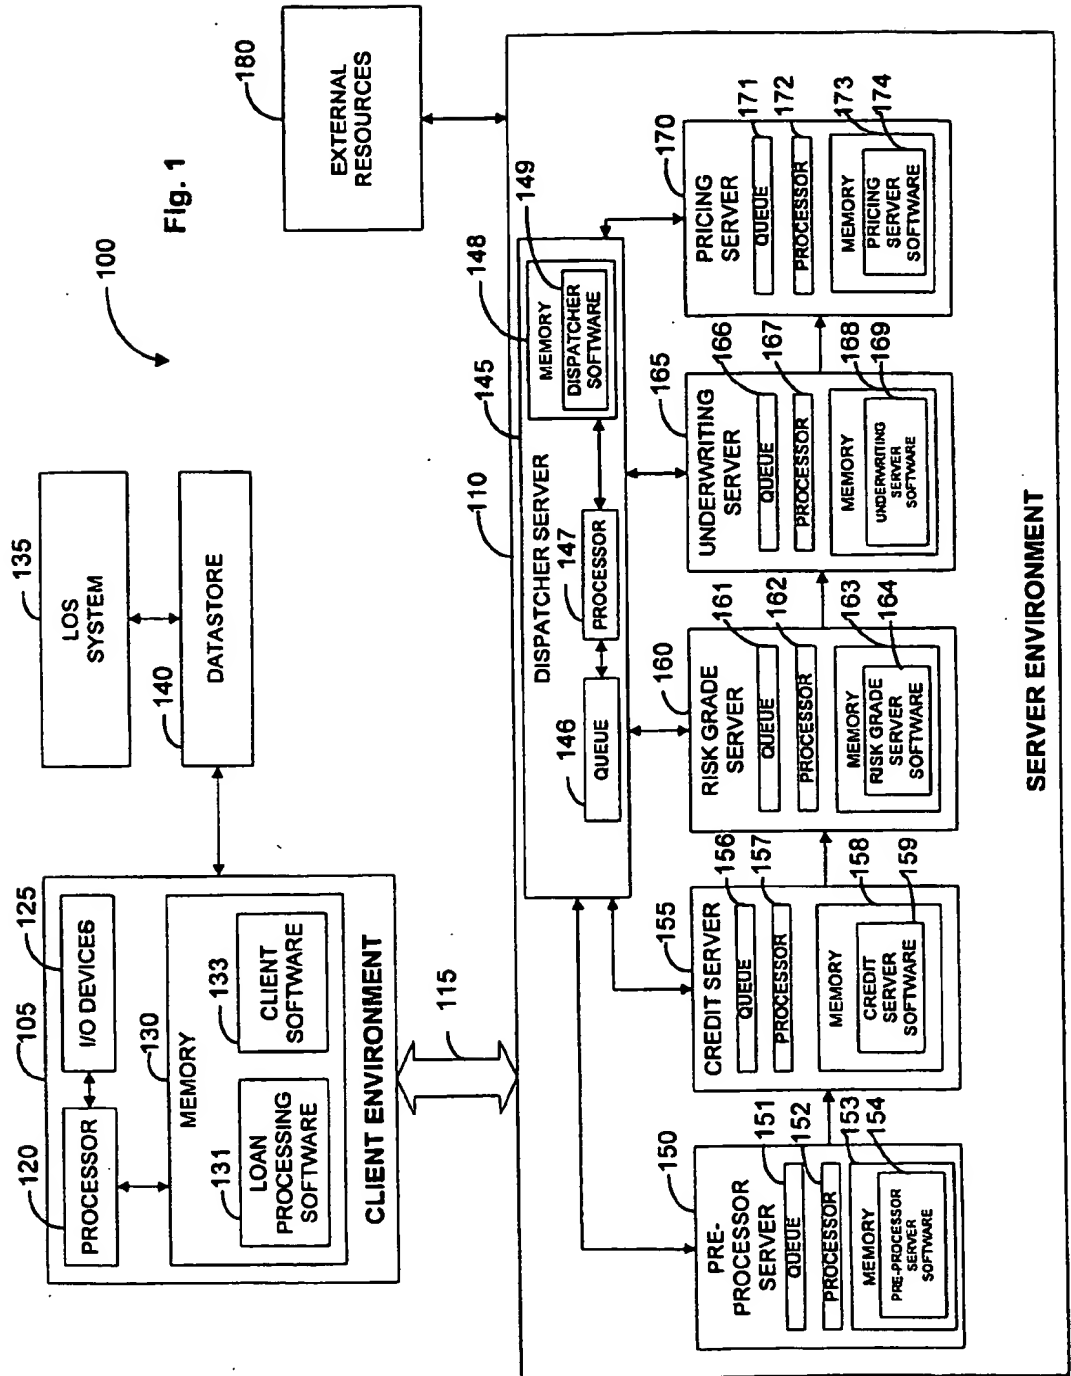 Fig. 1
100
135
LOS
SYSTEM
140
DATASTORE
180
EXTERNAL
RESOURCES
105
125
I/O DEVICES
120
PROCESSOR
130
MEMORY
131
LOAN
PROCESSING
SOFTWARE
133
CLIENT
SOFTWARE
CLIENT ENVIRONMENT
115
110
145
DISPATCHER SERVER
146
QUEUE
147
PROCESSOR
148
MEMORY
149
DISPATCHER
SOFTWARE
150
PRE-
PROCESSOR
SERVER
151
QUEUE
152
PROCESSOR
153
MEMORY
154
PRE-PROCESSOR
SERVER
SOFTWARE
155
CREDIT SERVER
156
QUEUE
157
PROCESSOR
158
MEMORY
159
CREDIT
SERVER
SOFTWARE
160
RISK GRADE
SERVER
161
QUEUE
162
PROCESSOR
163
MEMORY
164
RISK GRADE
SERVER
SOFTWARE
165
UNDERWRITING
SERVER
166
QUEUE
167
PROCESSOR
168
MEMORY
169
UNDERWRITING
SERVER
SOFTWARE
170
PRICING
SERVER
171
QUEUE
172
PROCESSOR
173
MEMORY
174
PRICING
SERVER
SOFTWARE
SERVER ENVIRONMENT